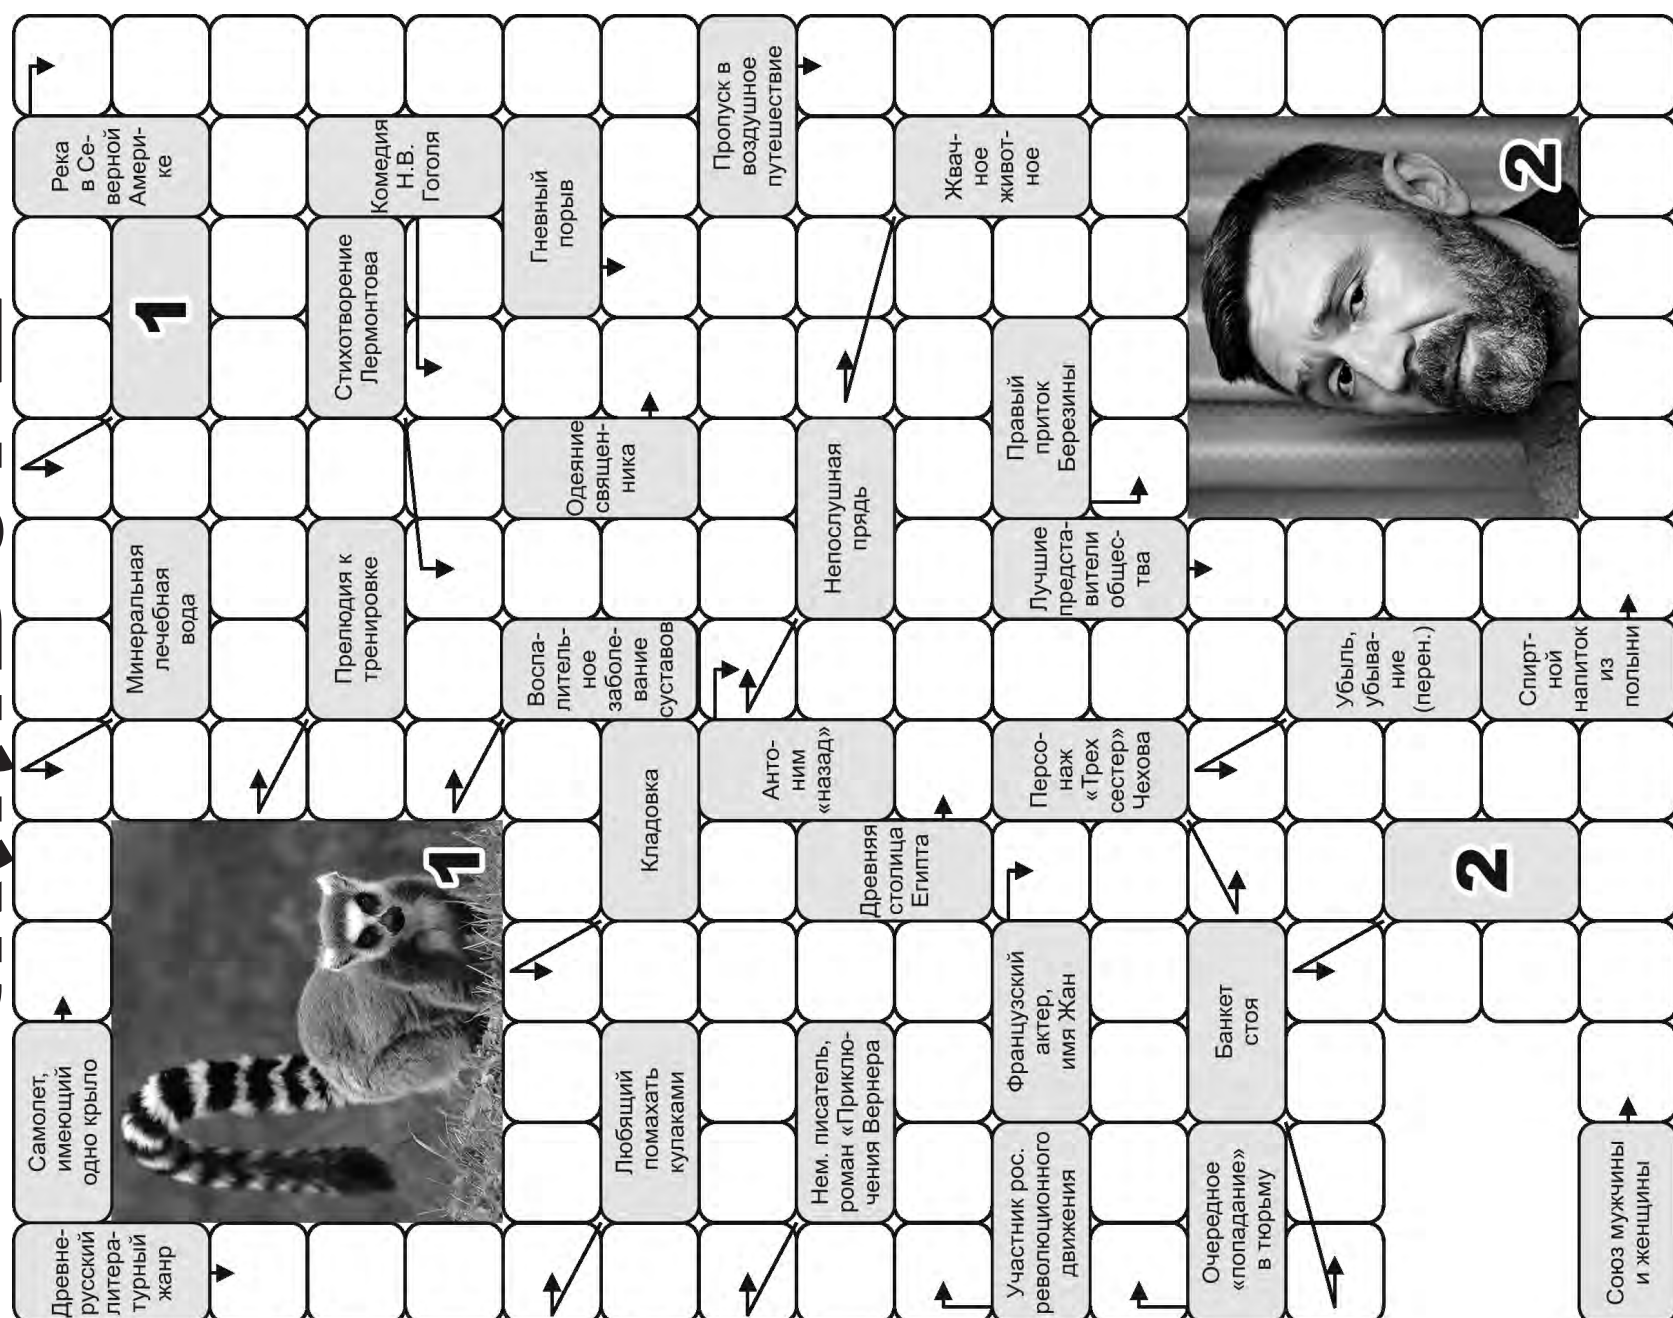 Древне-
русский
литера-
турный
жанр
Самолет,
имеющий
одно крыло
Река
в Се-
верной
Амери-
ке
Минеральная
лечебная
вода
1
Прелюдия к
тренировке
Стихотворение
Лермонтова
Комедия
Н.В.
Гоголя
1
Воспа-
литель-
ное
заболе-
вание
суставов
Одеяние
священ-
ника
Гневный
порыв
Любящий
помахать
кулаками
Кладовка
Анто-
ним
«назад»
Пропуск в
воздушное
путешествие
Нем. писатель,
роман «Приклю-
чения Вернера
Древняя
столица
Египта
Непослушная
прядь
Жвач-
ное
живот-
ное
Участник рос.
революционного
движения
Французский
актер,
имя Жан
Персо-
наж
«Трех
сестер»
Чехова
Лучшие
предста-
вители
общес-
тва
Правый
приток
Березины
Очередное
«попадание»
в тюрьму
Банкет
стоя
Убыль,
убыва-
ние
(перен.)
2
Спирт-
ной
напиток
из
полыни
2
Союз мужчины
и женщины